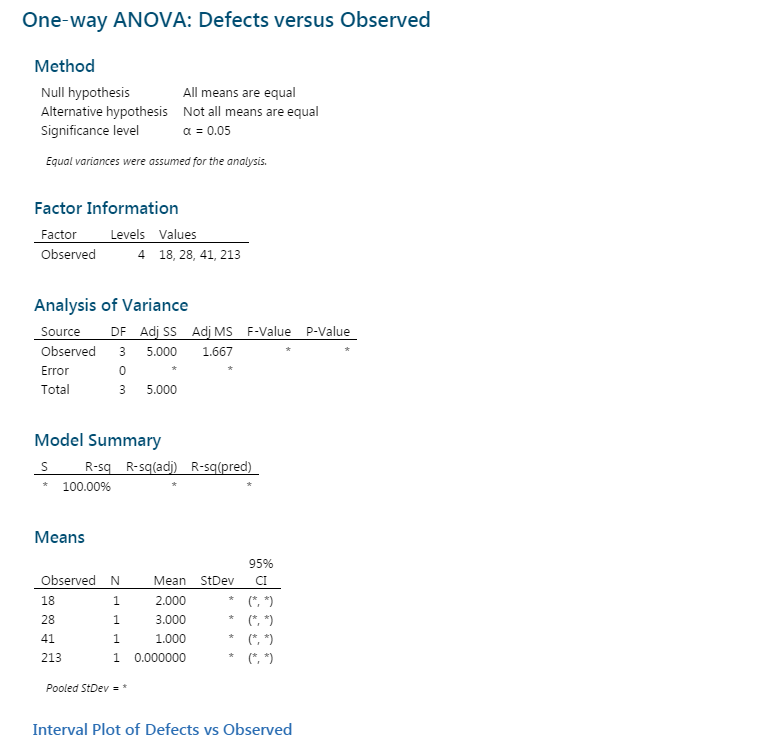 One-way ANOVA: Defects versus Observed
Method
Null hypothesis All means are equal
Alternative hypothesis Not all means are equal
Significance level α = 0.05
Equal variances were assumed for the analysis.
Factor Information
Factor Levels Values
Observed 4 18, 28, 41, 213
Analysis of Variance
Source DF Adj SS Adj MS F-Value P-Value
Observed 3 5.000 1.667 * *
Error 0 * *
Total 3 5.000
Model Summary
S R-sq R-sq(adj) R-sq(pred)
* 100.00% * *
Means
95%
Observed N Mean StDev CI
18 1 2.000 * (*, *)
28 1 3.000 * (*, *)
41 1 1.000 * (*, *)
213 1 0.000000 * (*, *)
Pooled StDev = *
Interval Plot of Defects vs Observed